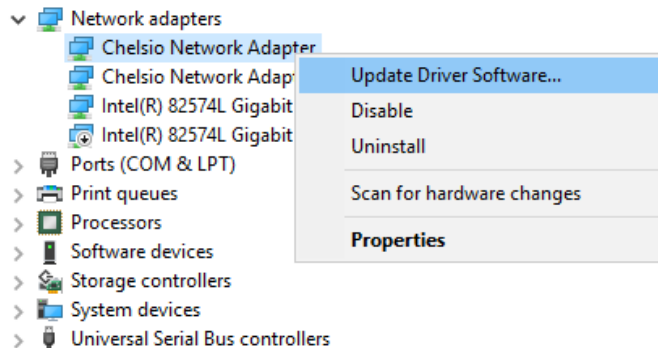 Network adapters
Chelsio Network Adapter
Chelsio Network Adap
Intel(R) 82574L Gigabit
Intel(R) 82574L Gigabit
Ports (COM & LPT)
Print queues
Processors
Software devices
Storage controllers
System devices
Universal Serial Bus controllers
Update Driver Software...
Disable
Uninstall
Scan for hardware changes
Properties